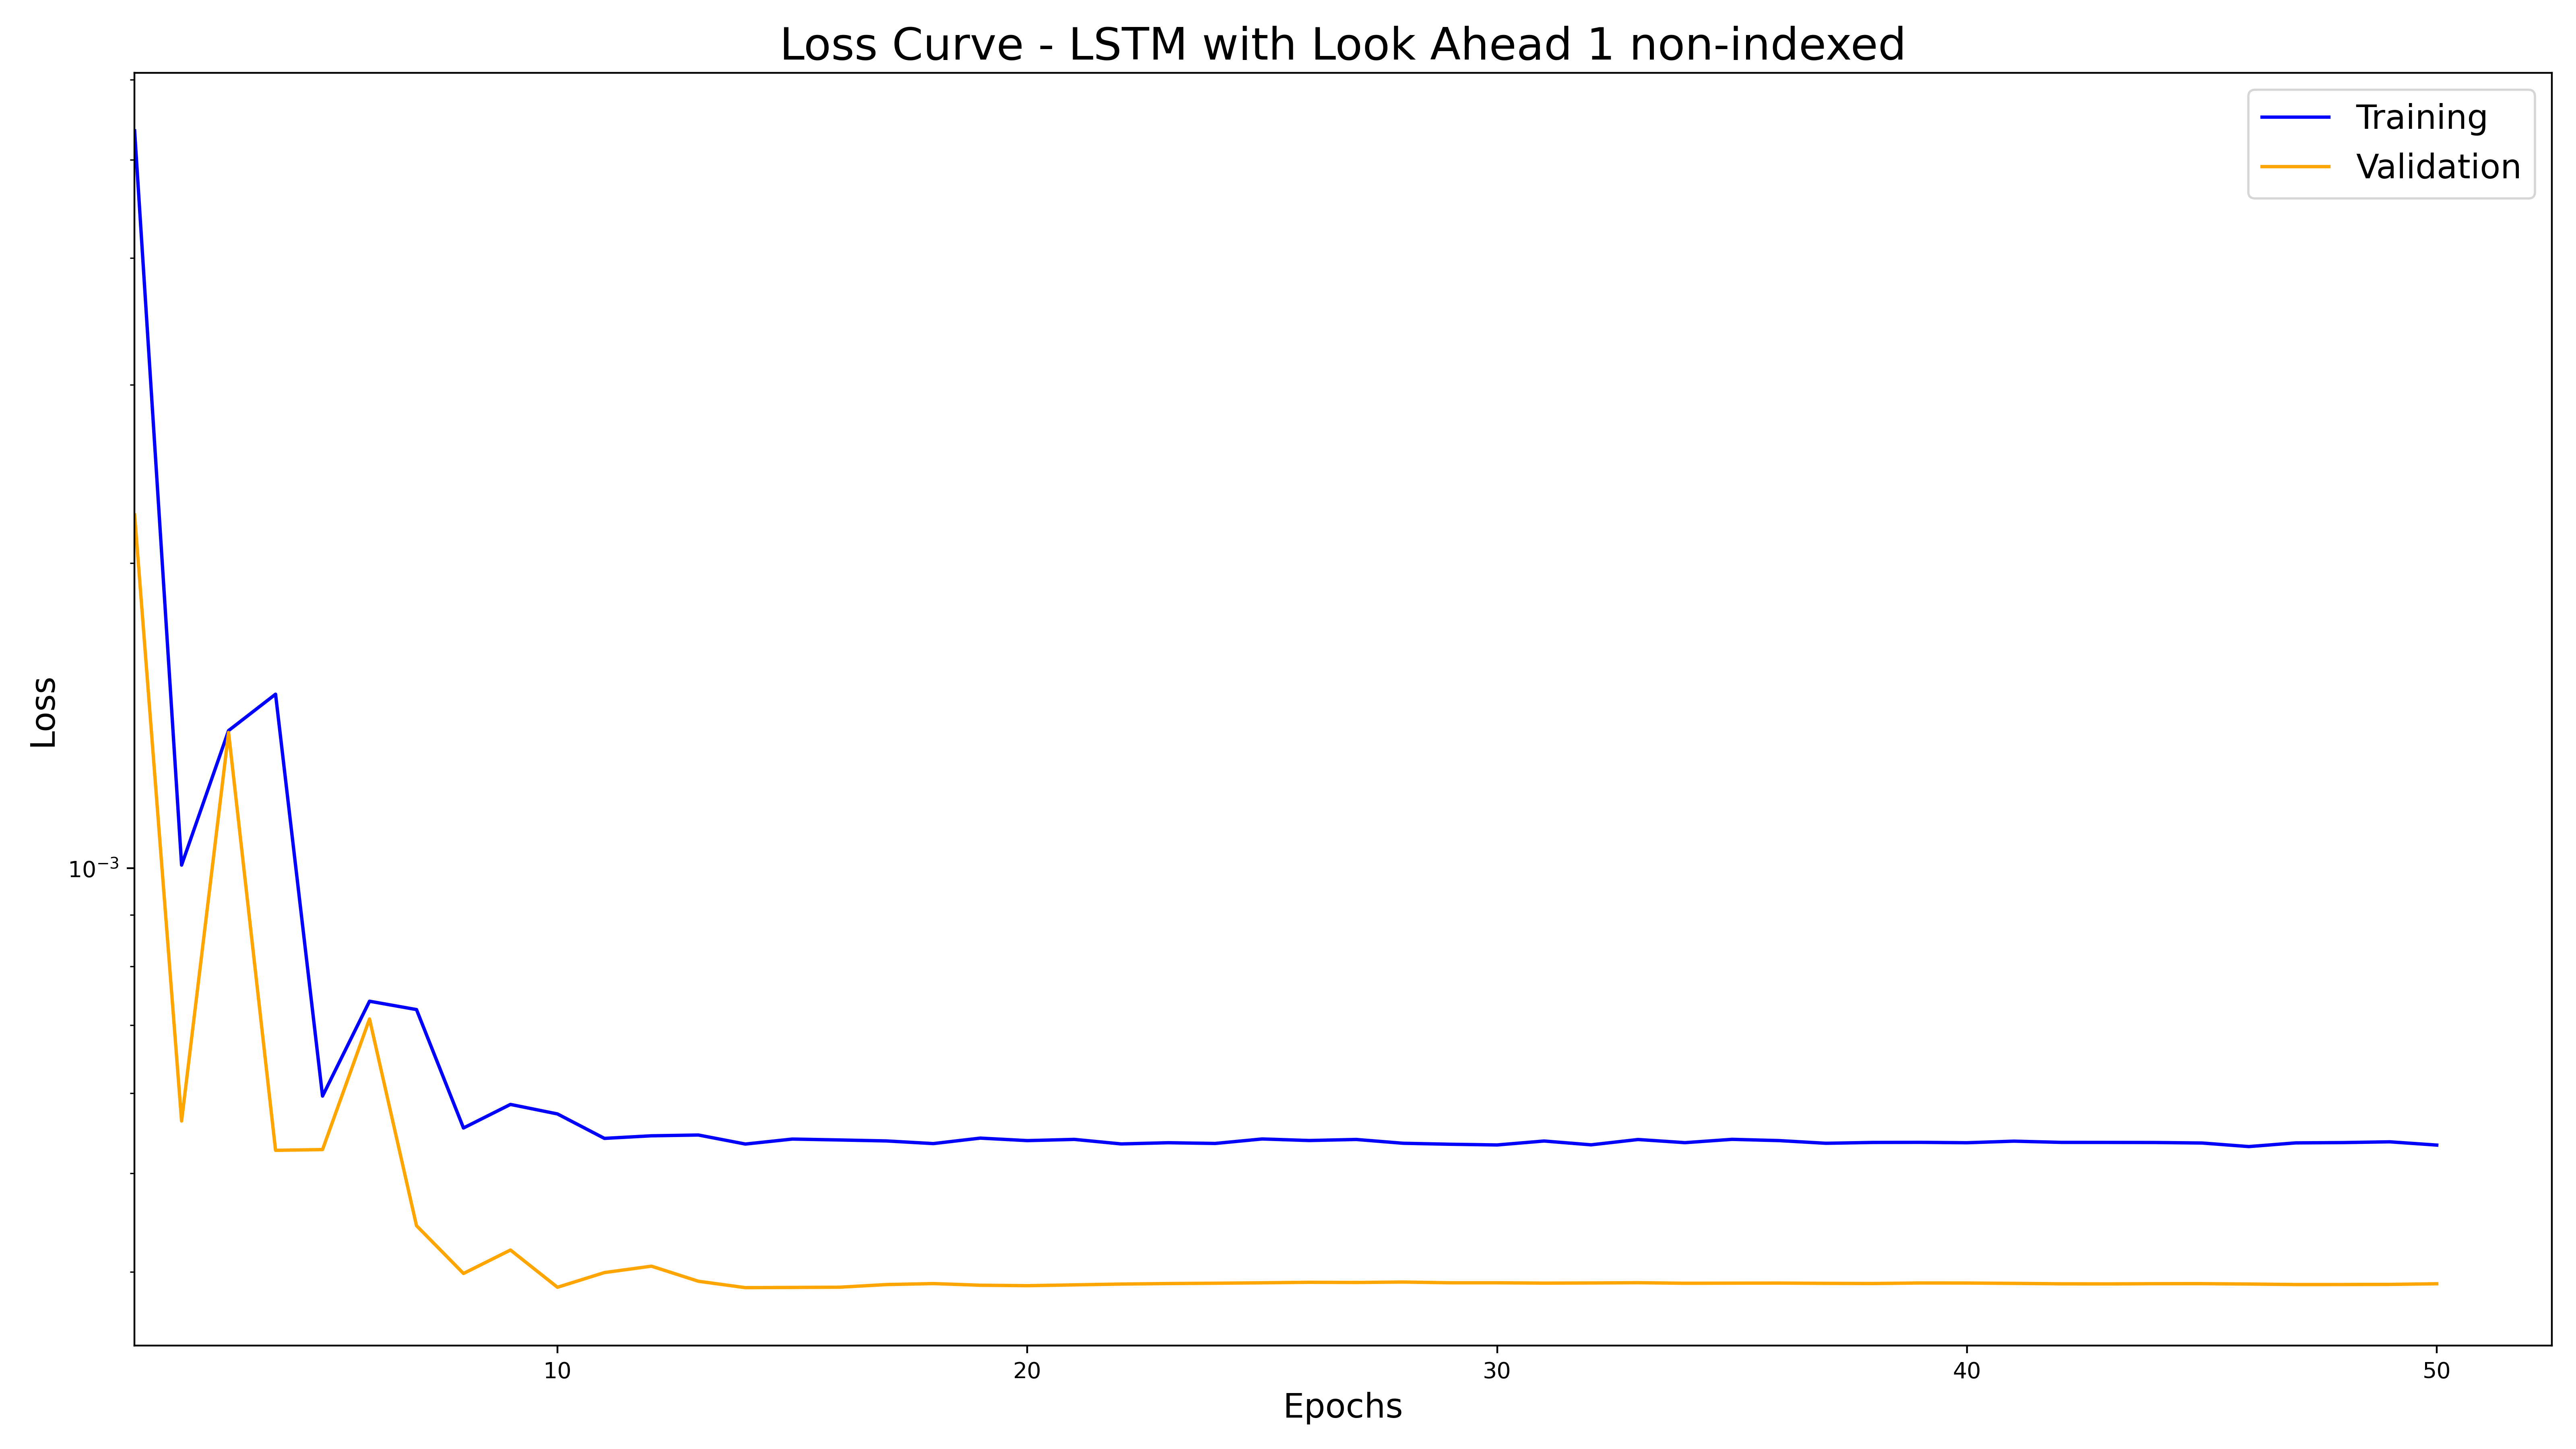 Loss Curve - LSTM with Look Ahead 1 non-indexed
Training
Validation
Loss
10⁻³
10 20 30 40 50
Epochs